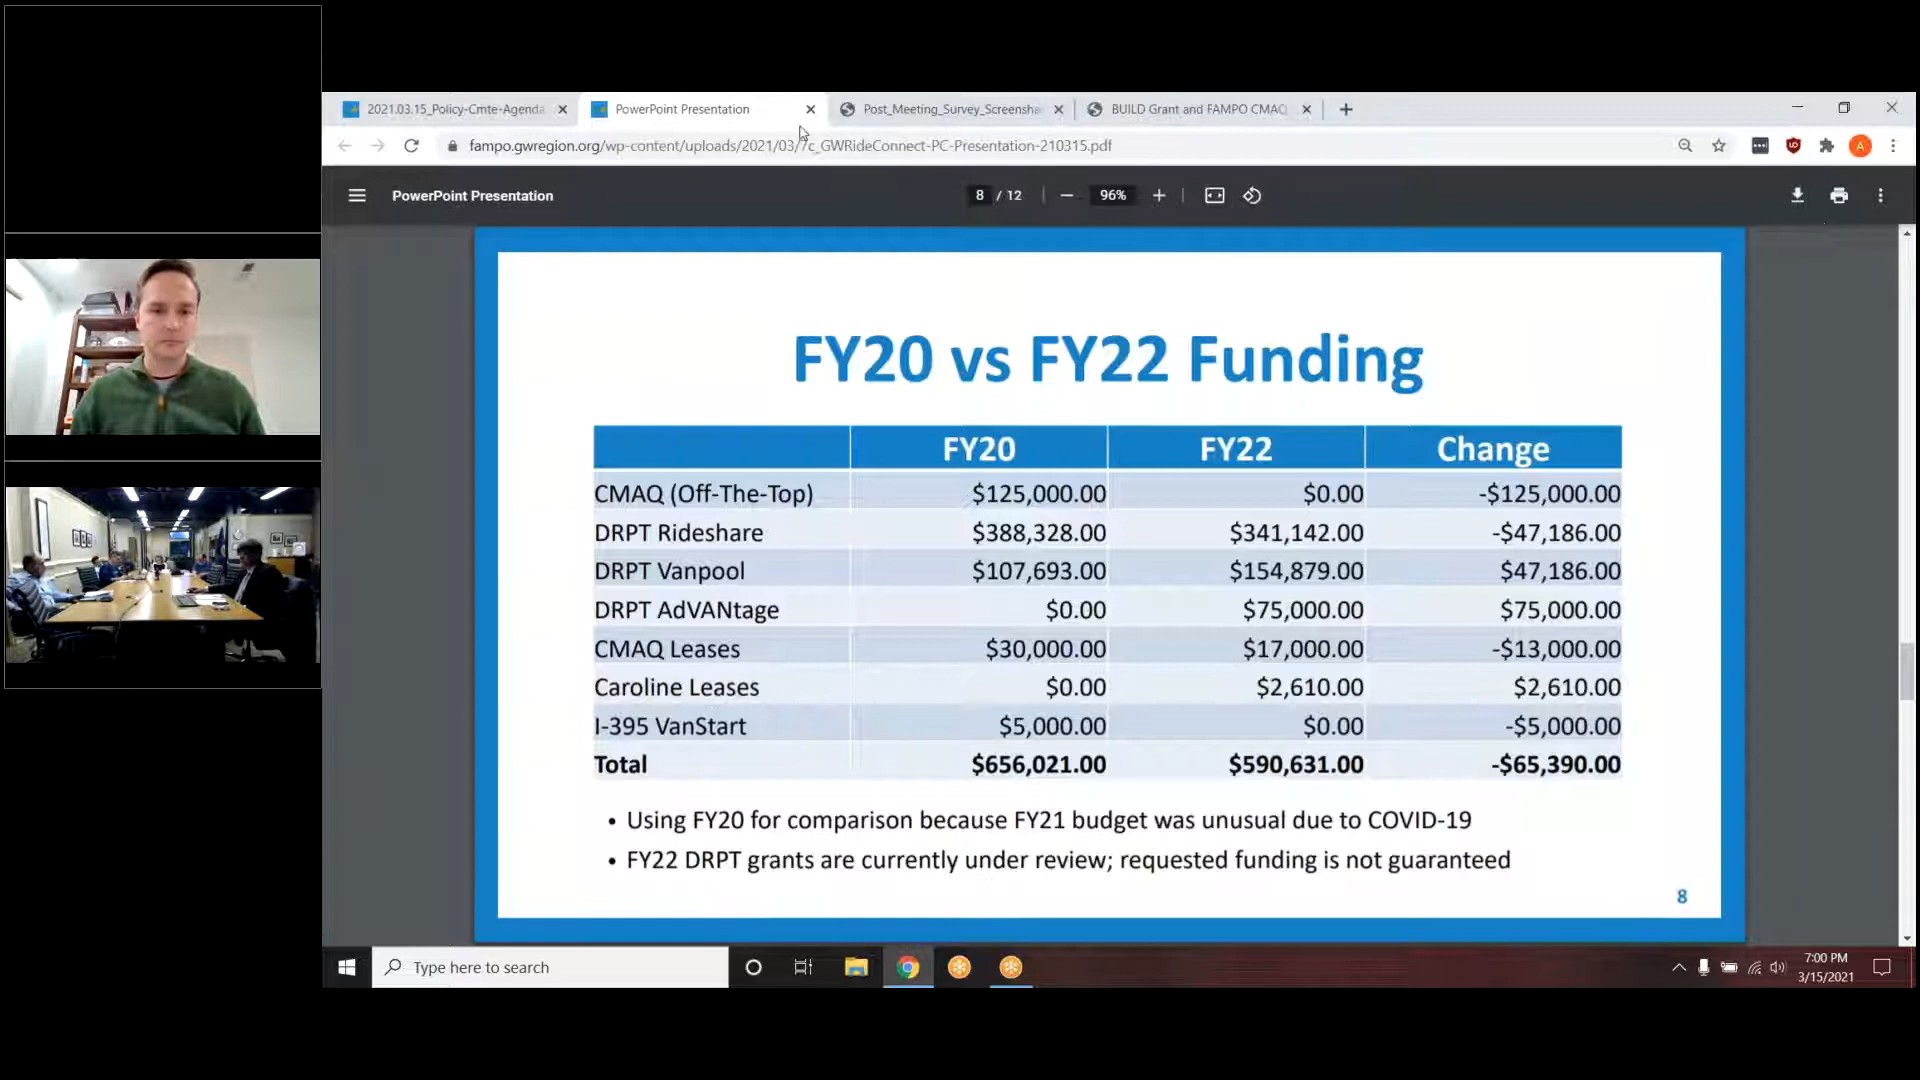 2021.03.15_Policy-Cmte-Agenda
PowerPoint Presentation
Post_Meeting_Survey_Screensha
BUILD Grant and FAMPO CMAQ
fampo.gwregion.org/wp-content/uploads/2021/03/7c_GWRideConnect-PC-Presentation-210315.pdf
A
PowerPoint Presentation
8 / 12
96%
FY20 vs FY22 Funding
FY20 FY22 Change
CMAQ (Off-The-Top) $125,000.00 $0.00 -$125,000.00
DRPT Rideshare $388,328.00 $341,142.00 -$47,186.00
DRPT Vanpool $107,693.00 $154,879.00 $47,186.00
DRPT AdVANtage $0.00 $75,000.00 $75,000.00
CMAQ Leases $30,000.00 $17,000.00 -$13,000.00
Caroline Leases $0.00 $2,610.00 $2,610.00
I-395 VanStart $5,000.00 $0.00 -$5,000.00
Total $656,021.00 $590,631.00 -$65,390.00
• Using FY20 for comparison because FY21 budget was unusual due to COVID-19
• FY22 DRPT grants are currently under review; requested funding is not guaranteed
8
Type here to search
7:00 PM
3/15/2021